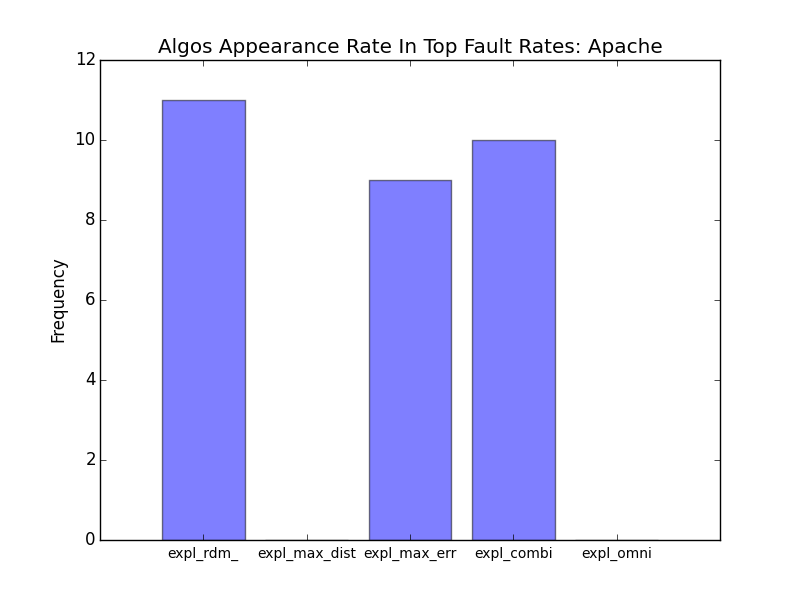 Algos Appearance Rate In Top Fault Rates: Apache
12
10
8
6
4
2
0
Frequency
expl_rdm_ expl_max_dist expl_max_err expl_combi expl_omni